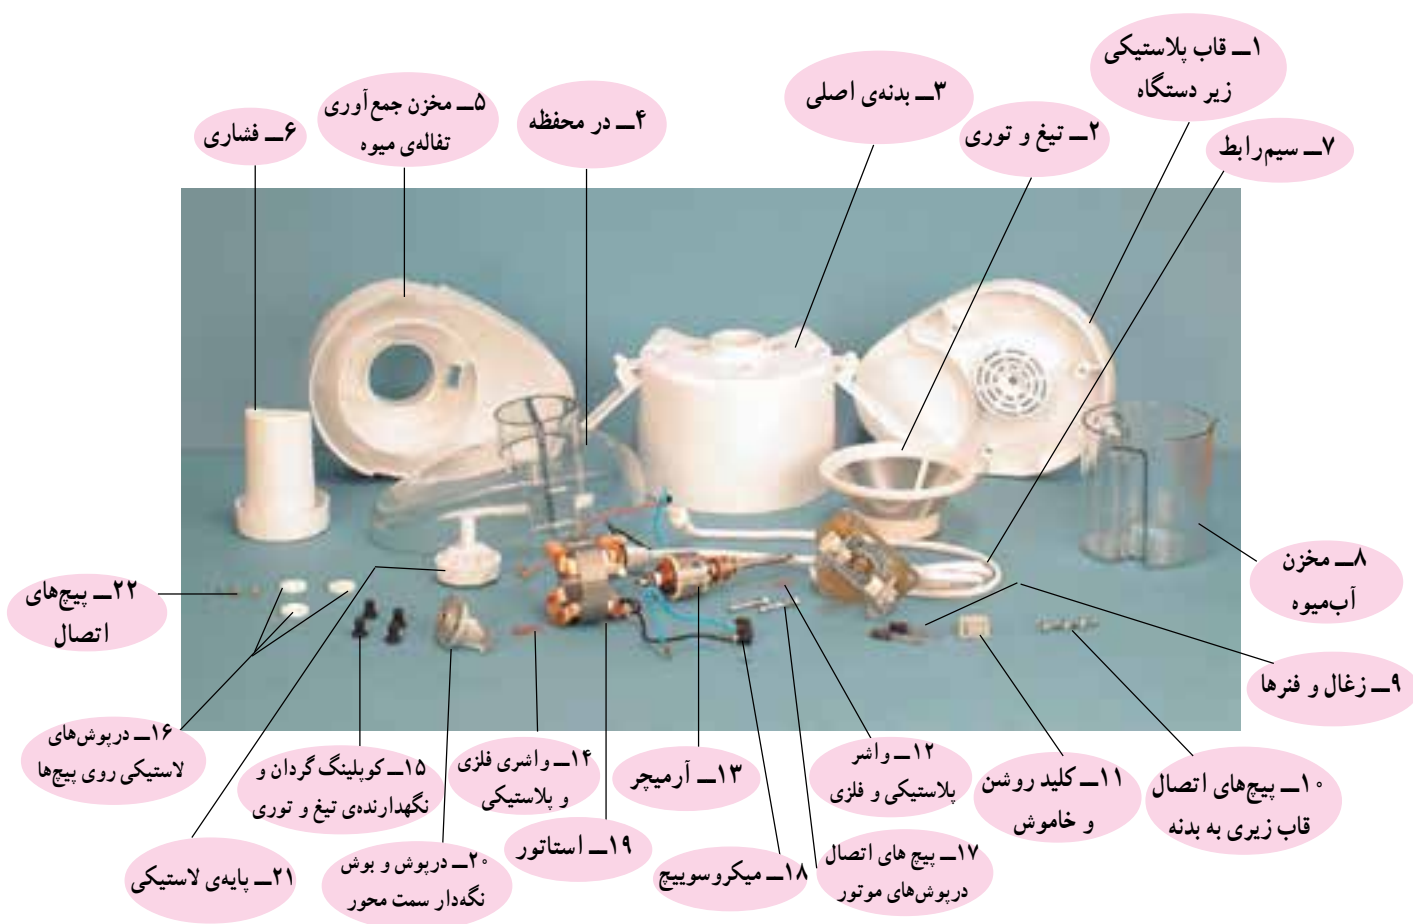 ۱ــ قاب پلاستیکی
زیر دستگاه
۲ــ تیغ و توری
۳ــ بدنه‌ی اصلی
۴ــ در محفظه
۵ــ مخزن جمع‌آوری
تفاله‌ی میوه
۶ــ فشاری
۷ــ سیم‌رابط
۸ــ مخزن
آب‌میوه
۹ــ زغال و فنرها
۱۰ــ پیچ‌های اتصال
قاب زیری به بدنه
۱۱ــ کلید روشن
و خاموش
۱۲ــ واشر
پلاستیکی و فلزی
۱۳ــ آرمیچر
۱۴ــ واشری فلزی
و پلاستیکی
۱۵ــ کوپلینگ گردان و
نگهدارنده‌ی تیغ و توری
۱۶ــ درپوش‌های
لاستیکی روی پیچ‌ها
۱۷ــ پیچ های اتصال
درپوش‌های موتور
۱۸ــ میکروسوییچ
۱۹ــ استاتور
۲۰ــ درپوش و بوش
نگه‌دار سمت محور
۲۱ــ پایه‌ی لاستیکی
۲۲ــ پیچ‌های
اتصال